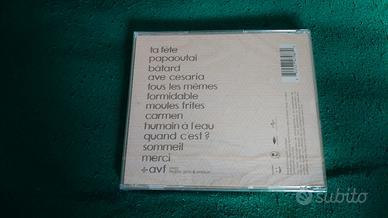 ta fête
papaoutai
bâtard
ave cesaria
tous les mêmes
formidable
moules frites
carmen
humain à l'eau
quand c'est ?
sommeil
merci
+ avf
subito